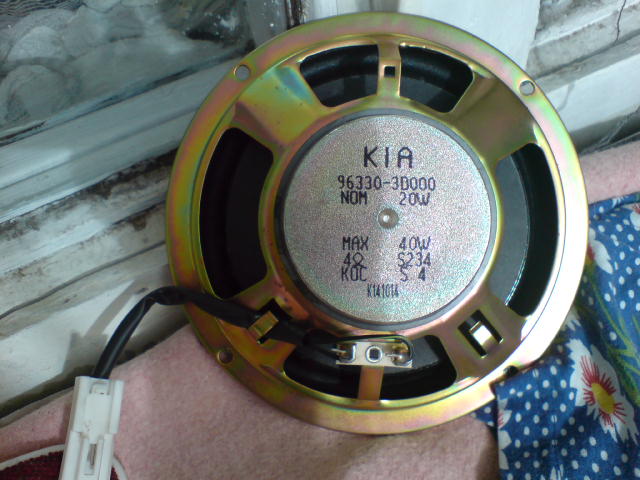 KIA
96330-3D000
NOM 20W
MAX 40W
4Ω S234
KOC S 4
K141014